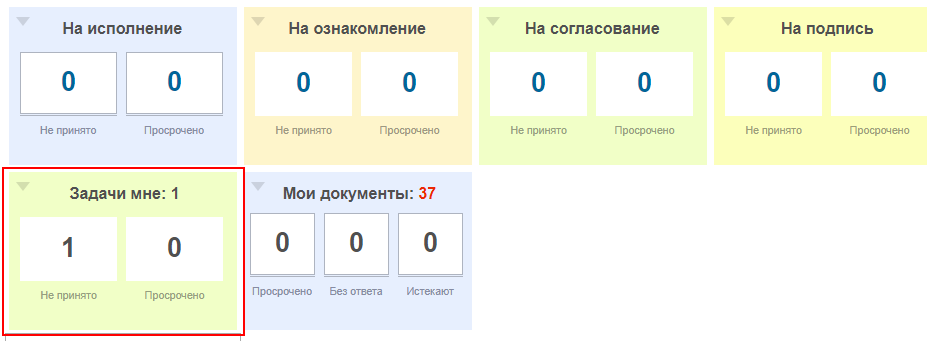 На исполнение
0 0
Не принято Просрочено
На ознакомление
0 0
Не принято Просрочено
На согласование
0 0
Не принято Просрочено
На подпись
0 0
Не принято Просрочено
Задачи мне: 1
1 0
Не принято Просрочено
Мои документы: 37
0 0 0
Просрочено Без ответа Истекают